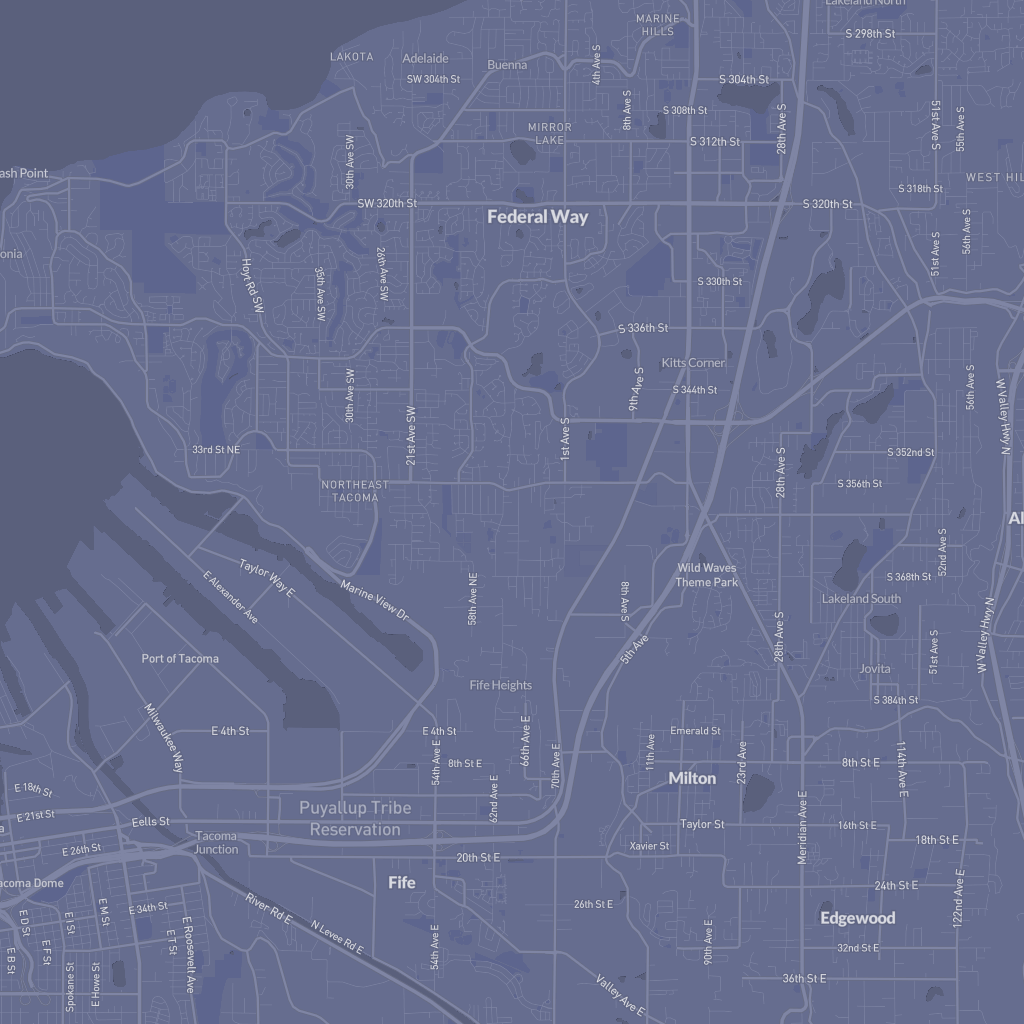 Lakeland North
MARINE
HILLS
S 298th St
LAKOTA
Adelaide
Buenna
4th Ave S
SW 304th St
S 304th St
8th Ave S
S 308th St
28th Ave S
51st Ave S
55th Ave S
MIRROR
LAKE
S 312th St
30th Ave SW
ash Point
WEST HIL
S 318th St
SW 320th St
S 320th St
Federal Way
56th Ave S
51st Ave S
onia
26th Ave SW
Hoyt Rd SW
35th Ave SW
S 330th St
S 336th St
Kitts Corner
9th Ave S
S 344th St
30th Ave SW
56th Ave S
W Valley Hwy N
21st Ave SW
1st Ave S
33rd St NE
28th Ave S
S 352nd St
NORTHEAST
TACOMA
S 356th St
Al
52nd Ave S
Taylor Way E
E Alexander Ave
Marine View Dr
Wild Waves
Theme Park
S 368th St
58th Ave NE
8th Ave S
Lakeland South
28th Ave S
5th Ave
51st Ave S
W Valley Hwy N
Port of Tacoma
Jovita
Fife Heights
S 384th St
Milwaukee Way
E 4th St
E 4th St
66th Ave E
Emerald St
11th Ave
23rd Ave
54th Ave E
8th St E
70th Ave E
8th St E
114th Ave E
Milton
E 18th St
62nd Ave E
Puyallup Tribe
Reservation
E 21st St
Eells St
a
Tacoma
Junction
Taylor St
16th St E
Meridian Ave E
18th St E
Xavier St
E 26th St
20th St E
acoma Dome
Fife
24th St E
122nd Ave E
26th St E
Edgewood
E 34th St
River Rd E
N Levee Rd E
E D St
E I St
E M St
E T St
E Roosevelt Ave
E B St
E F St
54th Ave E
90th Ave E
32nd St E
Spokane St
E Howe St
Valley Ave E
36th St E